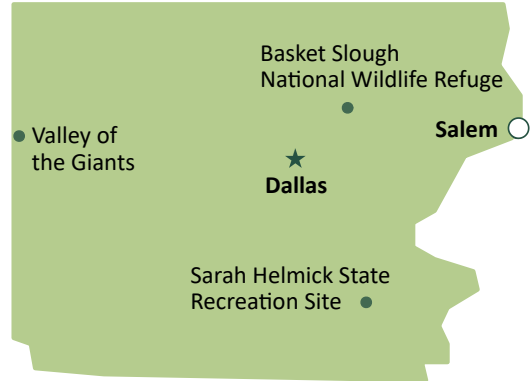 Basket Slough
National Wildlife Refuge
Salem
Valley of
the Giants
Dallas
Sarah Helmick State
Recreation Site